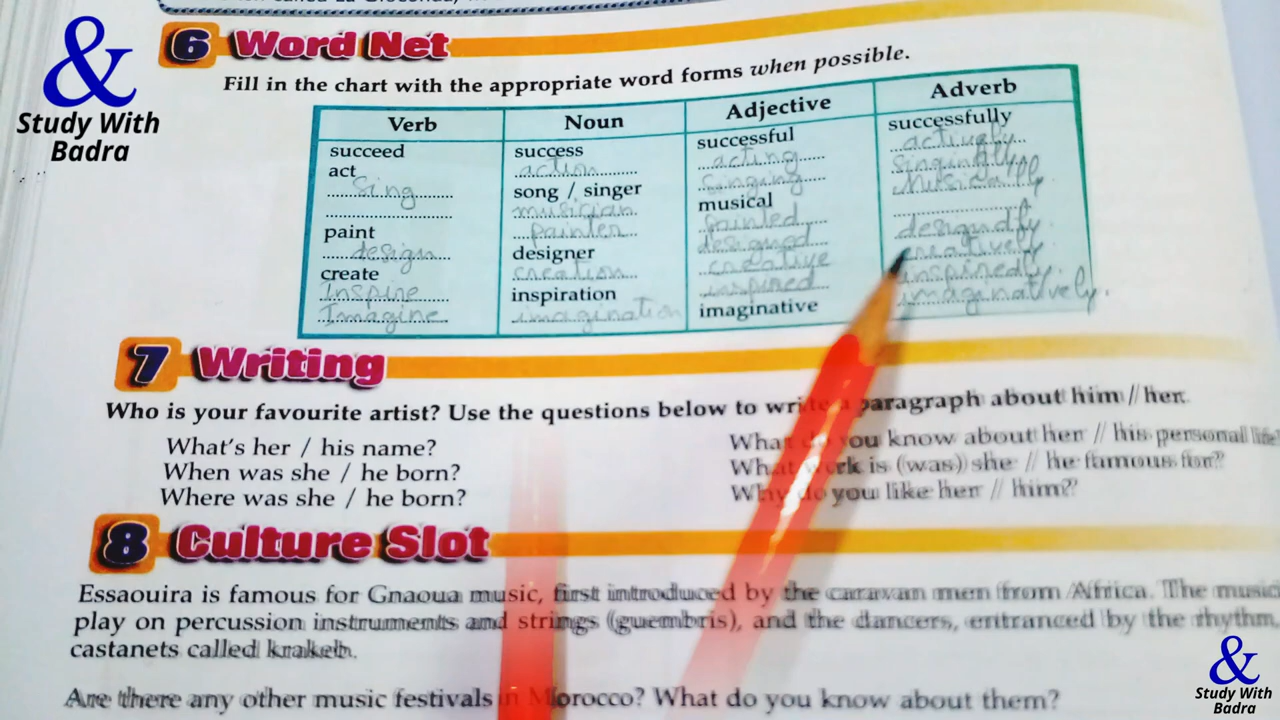 &
Study With
Badra
6 Word Net
Fill in the chart with the appropriate word forms when possible.
Verb Noun Adjective Adverb
succeed success successful successfully
act action acting actively
sing song / singer singing singingly
musician musical musically
paint painter painted
design designer designed designedly
create creation creative creatively
Inspire inspiration inspired inspiredly
Imagine imagination imaginative imaginatively.
7 Writing
Who is your favourite artist? Use the questions below to write a paragraph about him / her.
What's her / his name? What do you know about her / his personal life
When was she / he born? What work is (was) she / he famous for?
Where was she / he born? Why do you like her / him?
8 Culture Slot
Essaouira is famous for Gnaoua music, first introduced by the caravan men from Africa. The music
play on percussion instruments and strings (guembris), and the dancers, entranced by the rhythm,
castanets called krakeb.
Are there any other music festivals in Morocco? What do you know about them?
&
Study With
Badra